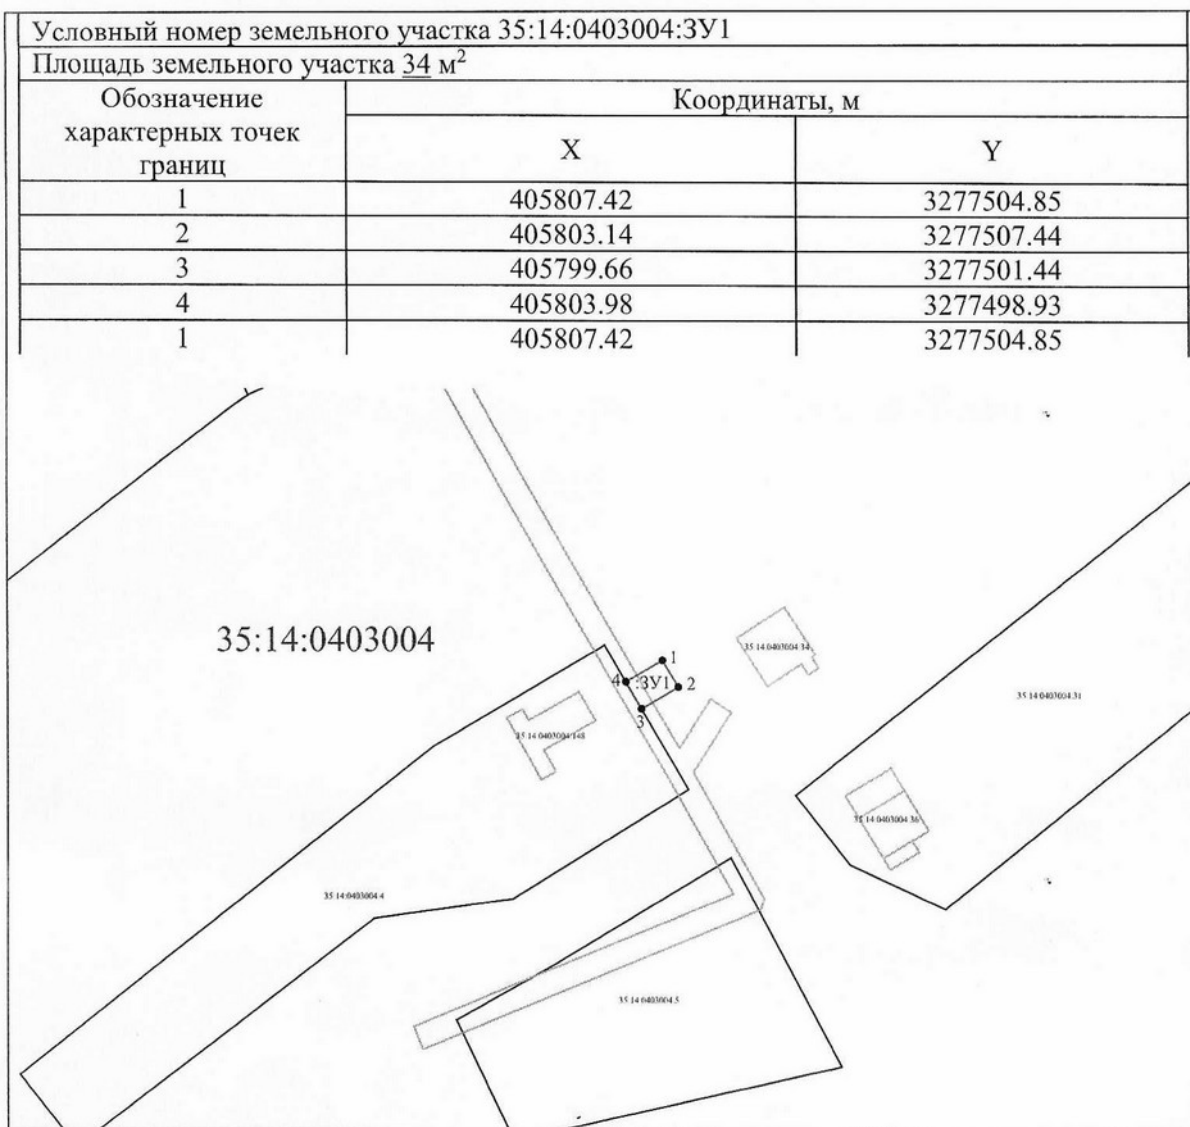 Условный номер земельного участка 35:14:0403004:ЗУ1
Площадь земельного участка 34 м²
Обозначение характерных точек границ
Координаты, м
X Y
1 405807.42 3277504.85
2 405803.14 3277507.44
3 405799.66 3277501.44
4 405803.98 3277498.93
1 405807.42 3277504.85
35:14:0403004
1
4 :ЗУ1 2
3
35:14:0403004:34
35:14:0403004:31
35:14:0403004:148
35:14:0403004:36
35:14:0403004:4
35:14:0403004:5